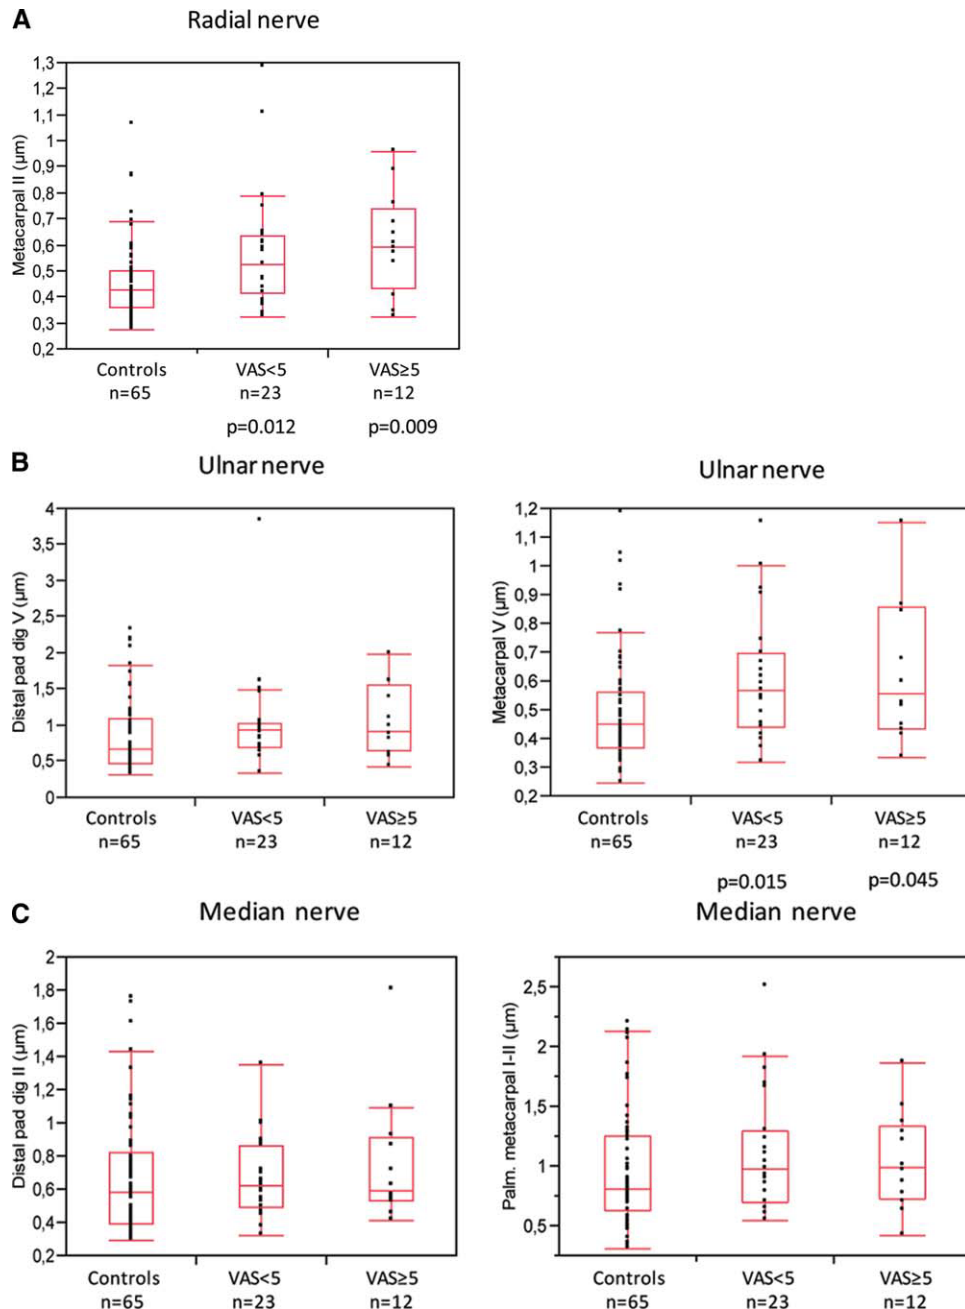 A
Radial nerve
Metacarpal II (µm)
1,3
1,2
1,1
1
0,9
0,8
0,7
0,6
0,5
0,4
0,3
0,2
Controls VAS<5 VAS≥5
n=65 n=23 n=12
p=0.012 p=0.009
B
Ulnar nerve
Distal pad dig V (µm)
4
3,5
3
2,5
2
1,5
1
0,5
0
Controls VAS<5 VAS≥5
n=65 n=23 n=12
Ulnar nerve
Metacarpal V (µm)
1,2
1,1
1
0,9
0,8
0,7
0,6
0,5
0,4
0,3
0,2
Controls VAS<5 VAS≥5
n=65 n=23 n=12
p=0.015 p=0.045
C
Median nerve
Distal pad dig II (µm)
2
1,8
1,6
1,4
1,2
1
0,8
0,6
0,4
0,2
Controls VAS<5 VAS≥5
n=65 n=23 n=12
Median nerve
Palm. metacarpal I-II (µm)
2,5
2
1,5
1
0,5
Controls VAS<5 VAS≥5
n=65 n=23 n=12